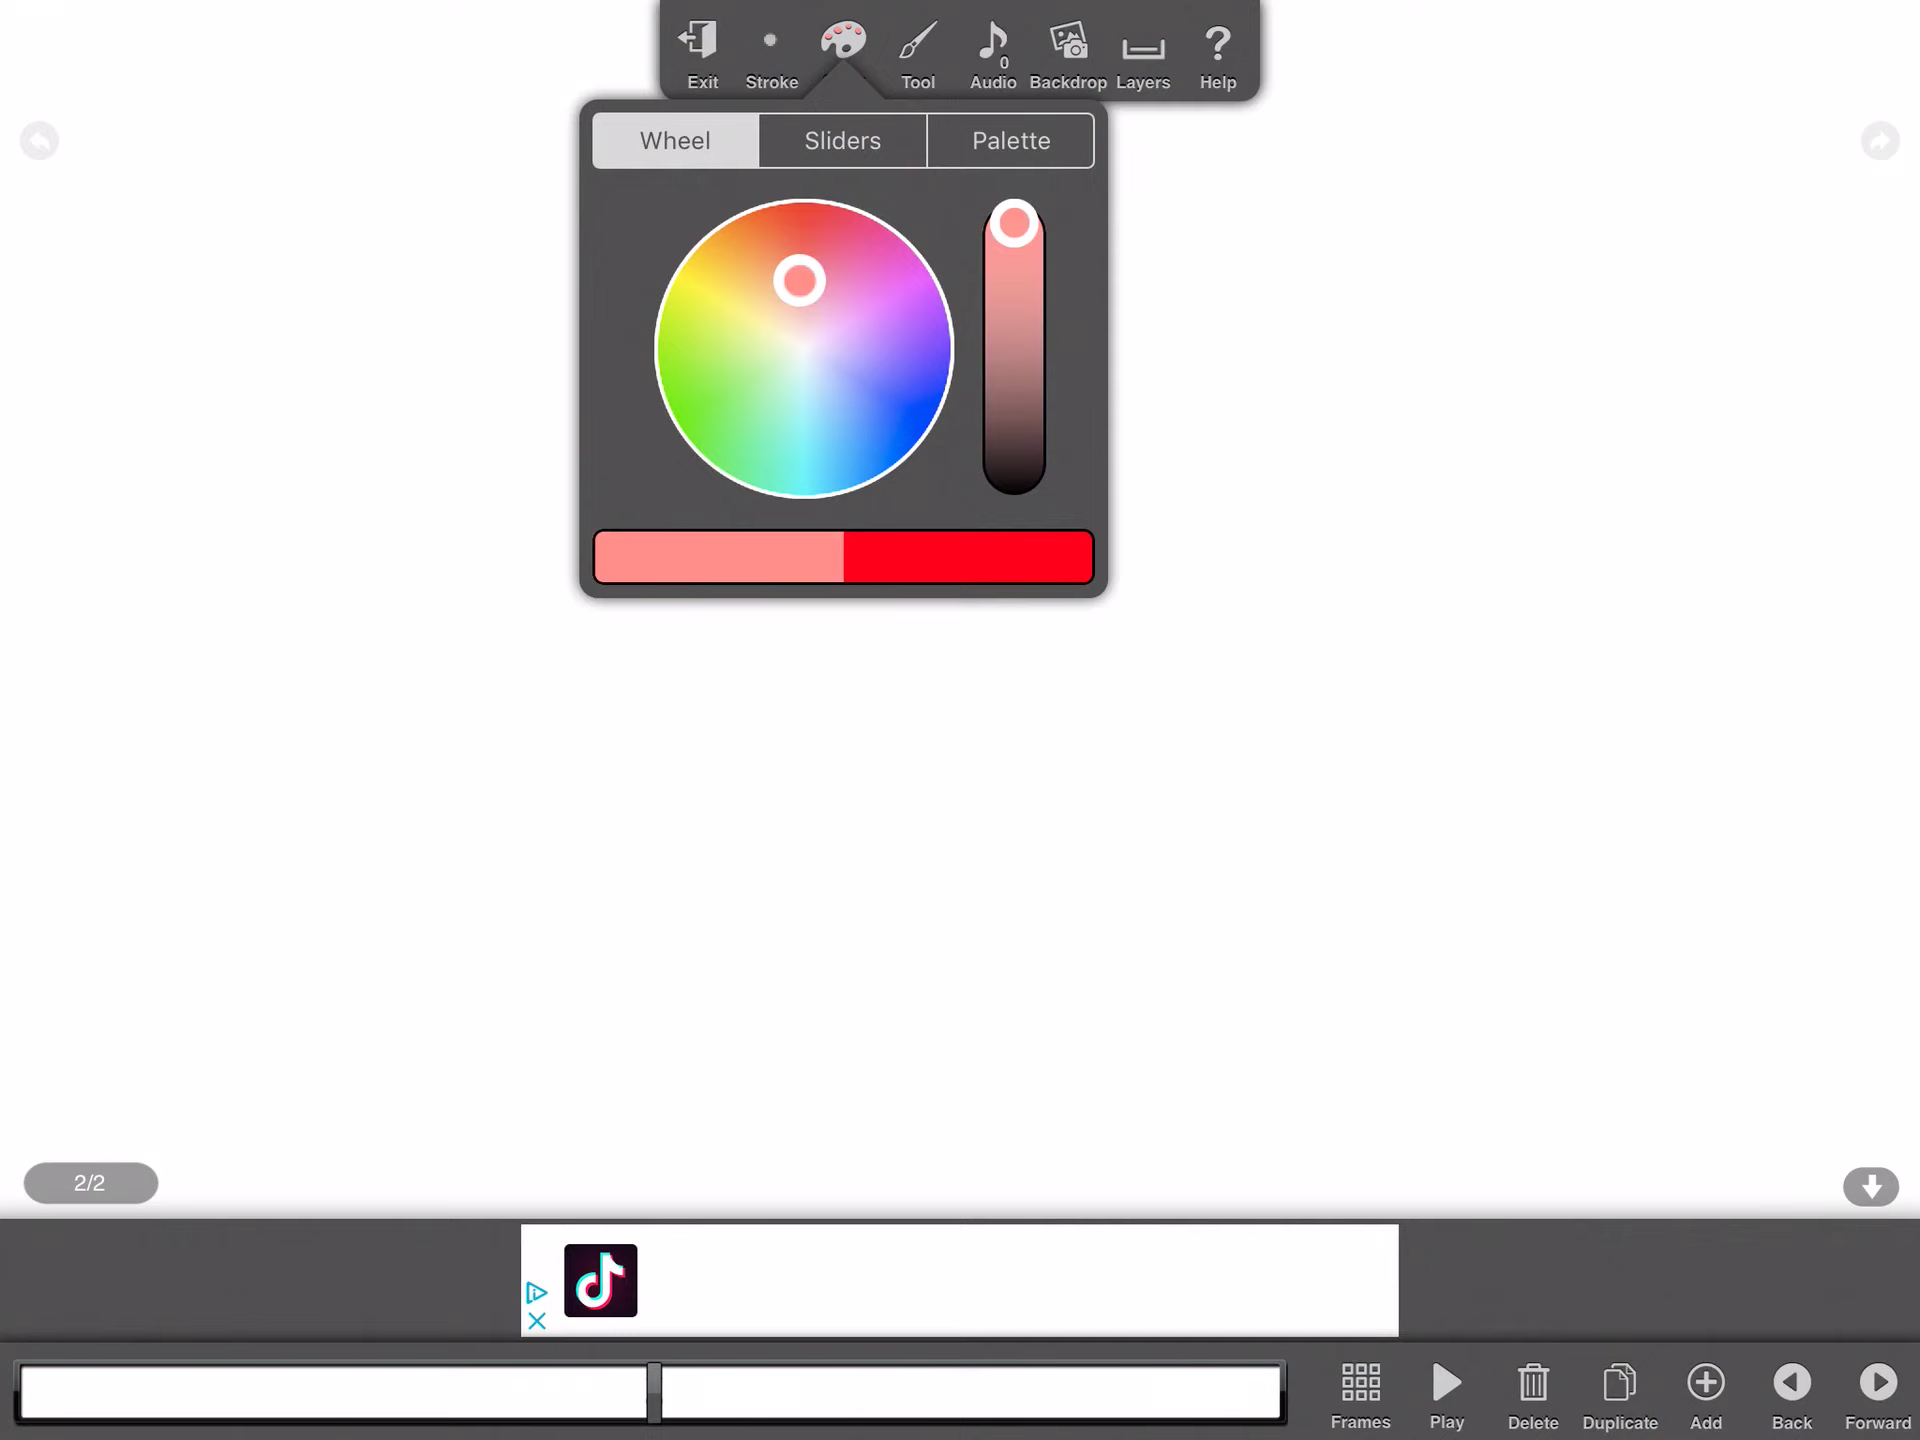 Exit Stroke Tool Audio Backdrop Layers Help
0
Wheel Sliders Palette
2/2
Frames Play Delete Duplicate Add Back Forward